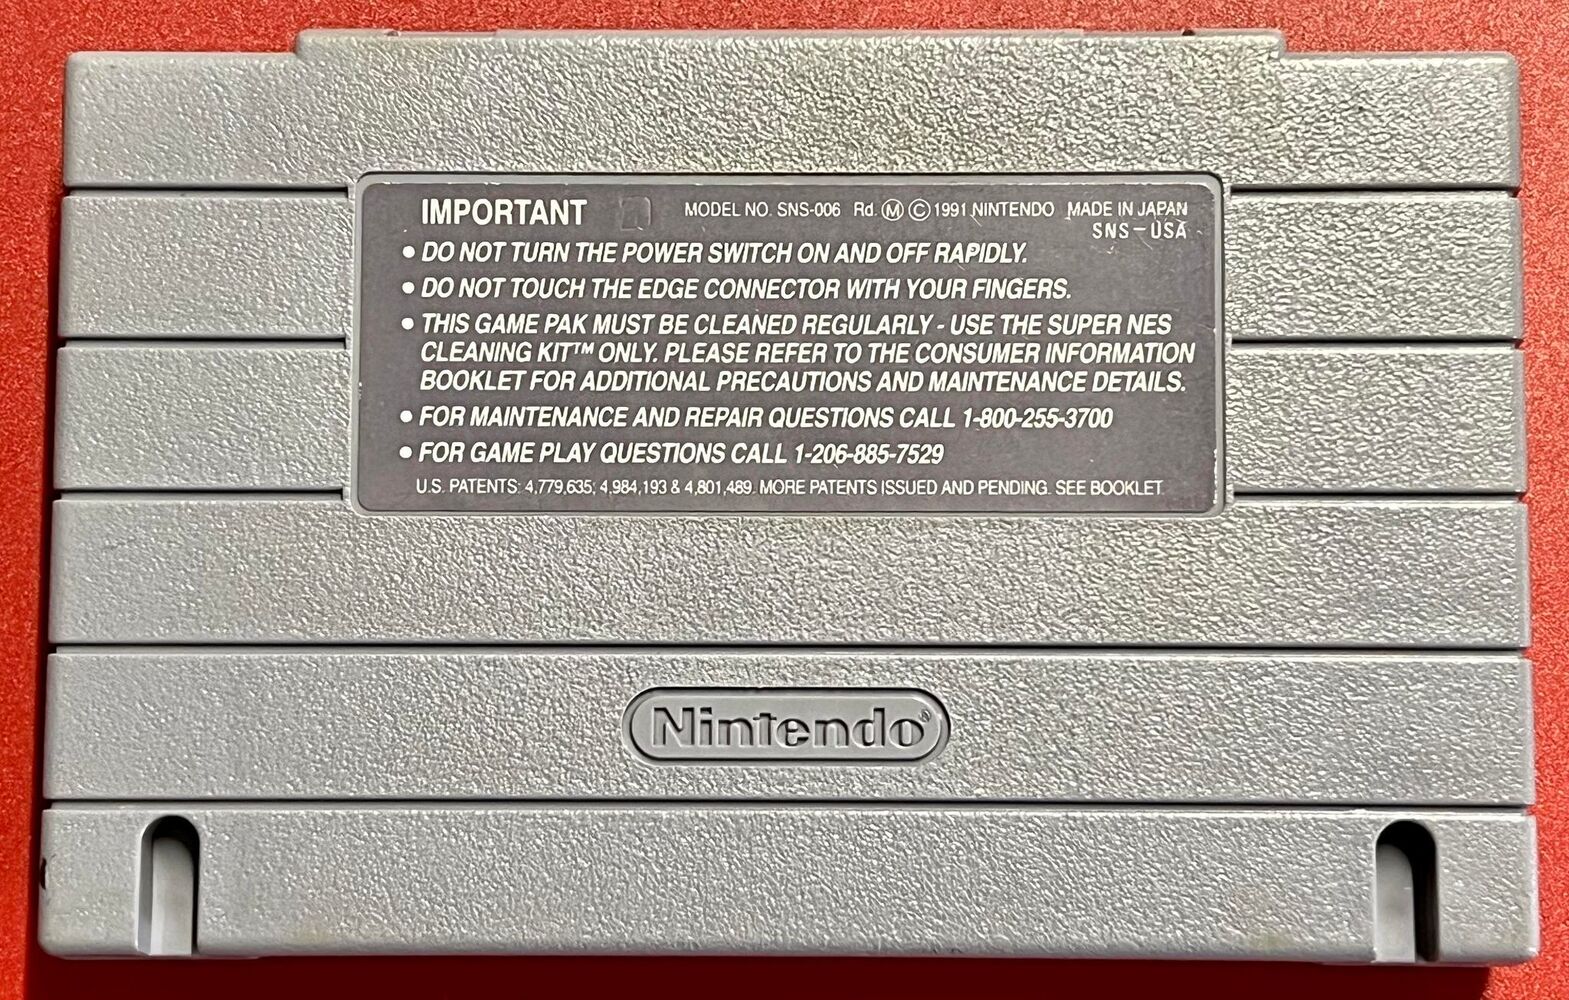 IMPORTANT MODEL NO. SNS-006 Rd. Ⓜ © 1991 NINTENDO MADE IN JAPAN
SNS-USA
• DO NOT TURN THE POWER SWITCH ON AND OFF RAPIDLY.
• DO NOT TOUCH THE EDGE CONNECTOR WITH YOUR FINGERS.
• THIS GAME PAK MUST BE CLEANED REGULARLY - USE THE SUPER NES
CLEANING KIT™ ONLY. PLEASE REFER TO THE CONSUMER INFORMATION
BOOKLET FOR ADDITIONAL PRECAUTIONS AND MAINTENANCE DETAILS.
• FOR MAINTENANCE AND REPAIR QUESTIONS CALL 1-800-255-3700
• FOR GAME PLAY QUESTIONS CALL 1-206-885-7529
U.S. PATENTS: 4,779,635; 4,984,193 & 4,801,489. MORE PATENTS ISSUED AND PENDING. SEE BOOKLET
Nintendo®